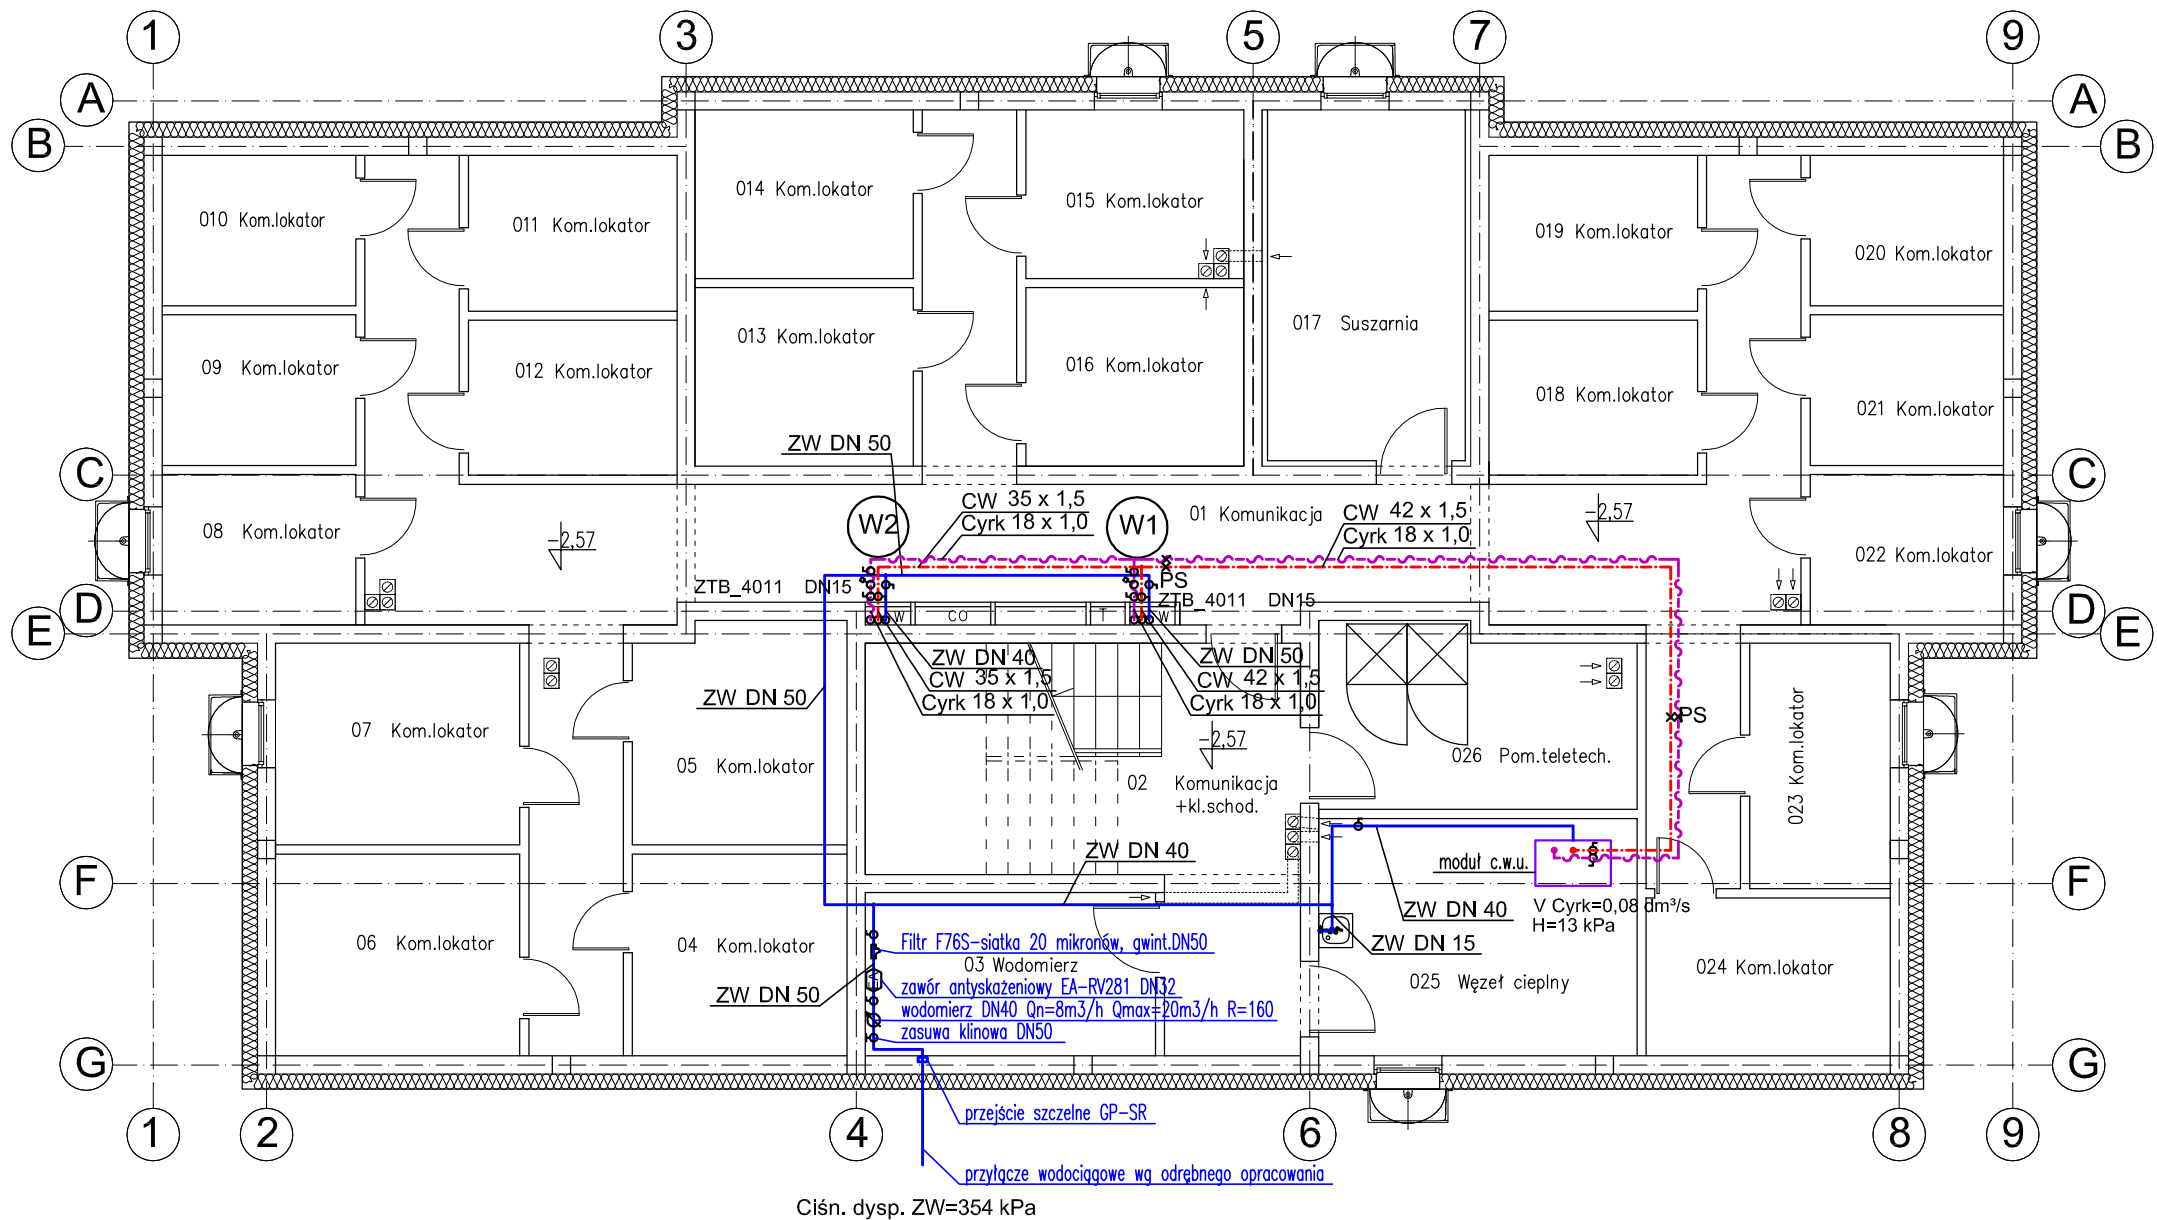 1
3
5
7
9
A
A
B
B
014 Kom.lokator
015 Kom.lokator
010 Kom.lokator
011 Kom.lokator
019 Kom.lokator
020 Kom.lokator
013 Kom.lokator
017 Suszarnia
016 Kom.lokator
09 Kom.lokator
012 Kom.lokator
018 Kom.lokator
021 Kom.lokator
ZW DN 50
C
C
CW 35 x 1,5
Cyrk 18 x 1,0
W2
W1
01 Komunikacja
CW 42 x 1,5
Cyrk 18 x 1,0
-2,57
-2,57
08 Kom.lokator
022 Kom.lokator
PS
ZTB_4011 DN15
ZTB_4011 DN15
D
D
W
CO
T
W
E
E
ZW DN 40
CW 35 x 1,5
Cyrk 18 x 1,0
ZW DN 50
CW 42 x 1,5
Cyrk 18 x 1,0
ZW DN 50
PS
07 Kom.lokator
-2,57
026 Pom.teletech.
023 Kom.lokator
05 Kom.lokator
02 Komunikacja
+kl.schod.
ZW DN 40
moduł c.w.u.
F
F
V Cyrk=0,08 dm³/s
H=13 kPa
ZW DN 40
ZW DN 15
06 Kom.lokator
04 Kom.lokator
Filtr F76S-siatka 20 mikronów, gwint.DN50
03 Wodomierz
024 Kom.lokator
025 Węzeł cieplny
zawór antyskażeniowy EA-RV281 DN32
ZW DN 50
wodomierz DN40 Qn=8m3/h Qmax=20m3/h R=160
zasuwa klinowa DN50
G
G
przejście szczelne GP-SR
1
2
4
6
8
9
przyłącze wodociągowe wg odrębnego opracowania
Ciśn. dysp. ZW=354 kPa